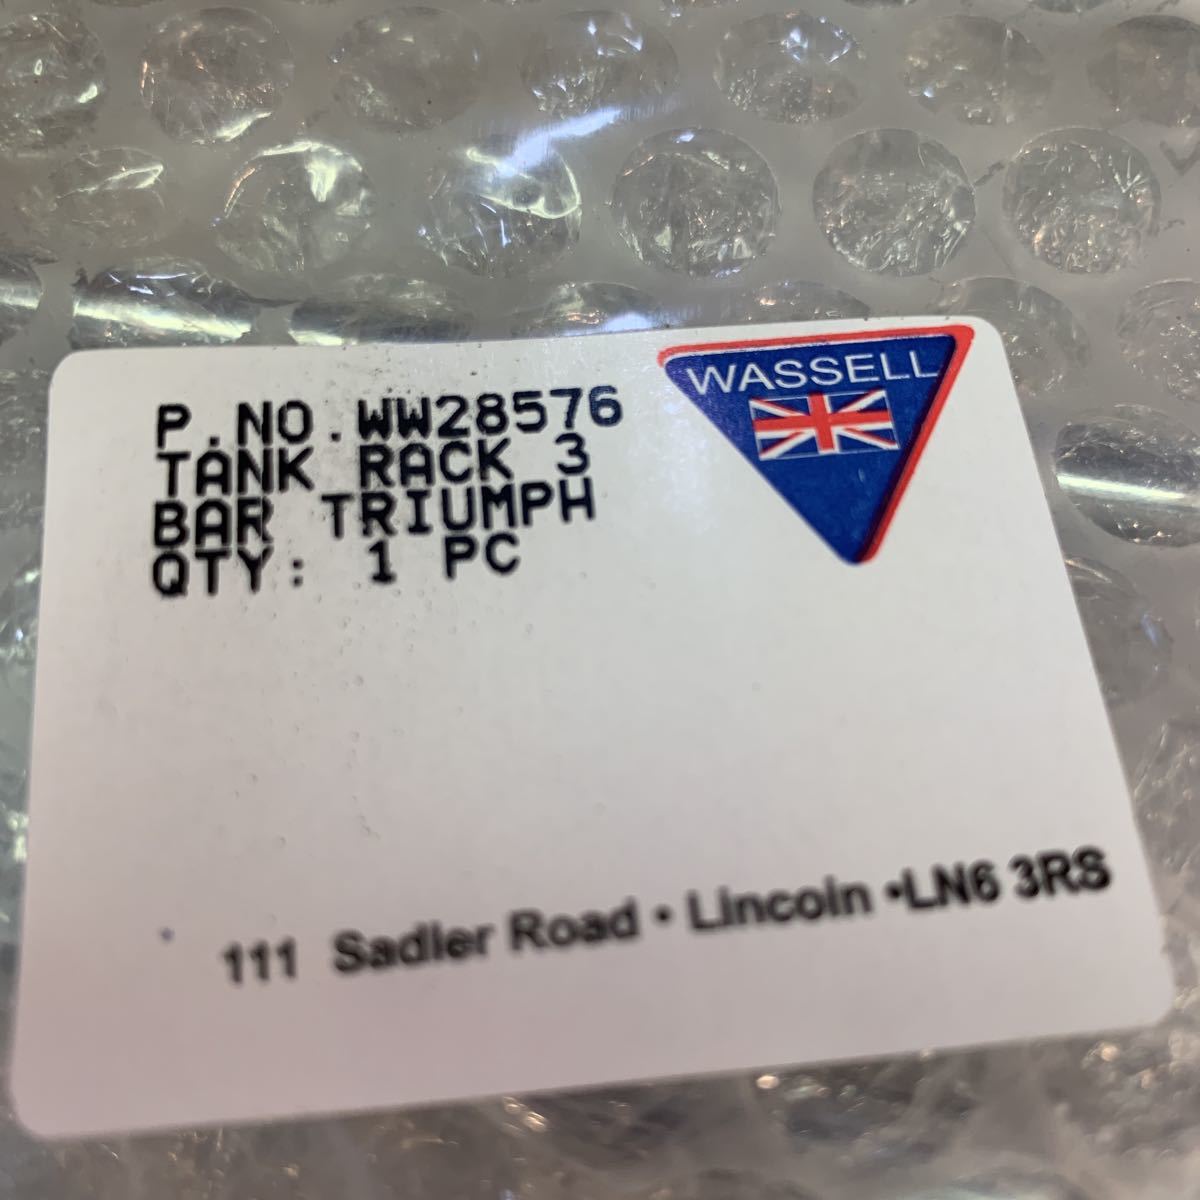 P.NO.WW28576
TANK RACK 3
BAR TRIUMPH
QTY: 1 PC
WASSELL
111 Sadler Road • Lincoln •LN6 3RS